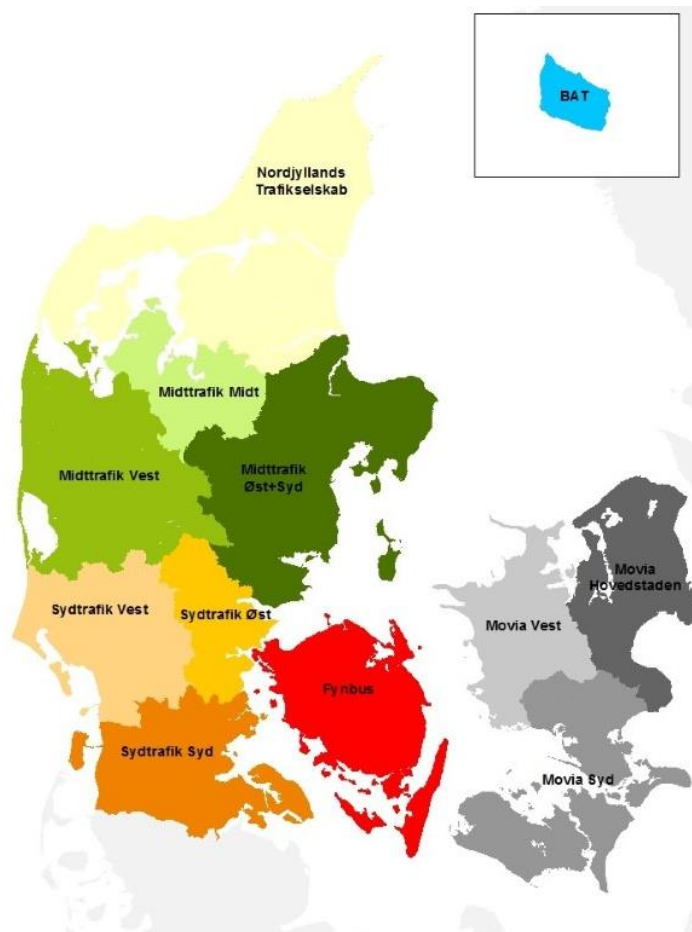 BAT
Nordjyllands
Trafikselskab
Midttrafik Midt
Midttrafik Vest
Midttrafik
Øst+Syd
Movia
Hovedstaden
Sydtrafik Vest
Sydtrafik Øst
Movia Vest
Fynbus
Sydtrafik Syd
Movia Syd